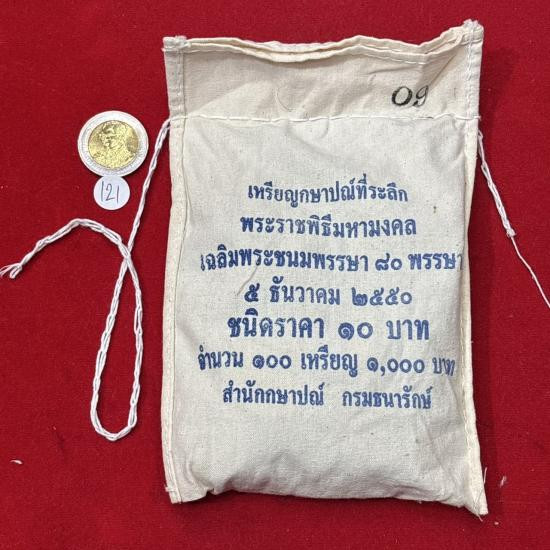 09
เหรียญกษาปณ์ที่ระลึก
พระราชพิธีมหามงคล
เฉลิมพระชนมพรรษา ๘๐ พรรษา
๕ ธันวาคม ๒๕๕๐
ชนิดราคา ๑๐ บาท
จำนวน ๑๐๐ เหรียญ ๑,๐๐๐ บาท
สำนักกษาปณ์ กรมธนารักษ์
121